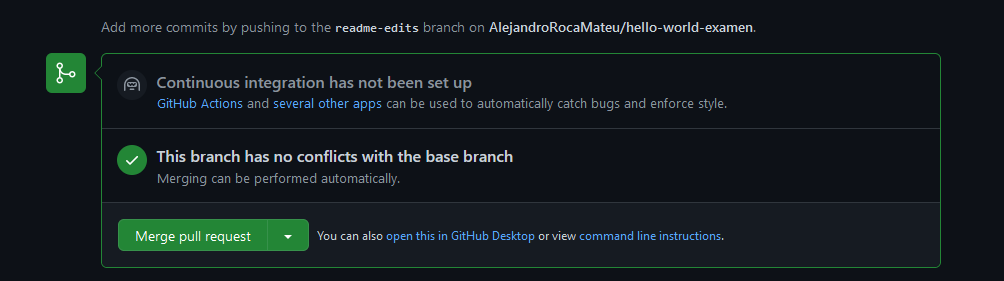 Add more commits by pushing to the readme-edits branch on AlejandroRocaMateu/hello-world-examen.
Continuous integration has not been set up
GitHub Actions and several other apps can be used to automatically catch bugs and enforce style.
This branch has no conflicts with the base branch
Merging can be performed automatically.
Merge pull request You can also open this in GitHub Desktop or view command line instructions.